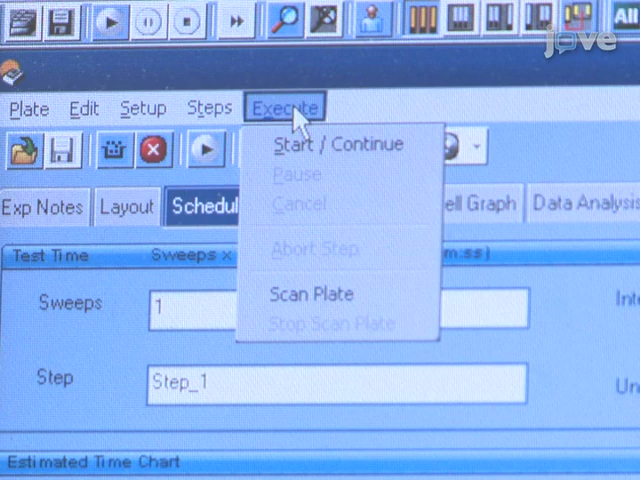 All
jove
Plate Edit Setup Steps Execute
Start / Continue
Pause
Cancel
Abort Step
Scan Plate
Stop Scan Plate
Exp Notes Layout Schedul ell Graph Data Analysis
Test Time Sweeps x m:ss)
Sweeps 1 Inte
Step Step_1 Un
Estimated Time Chart